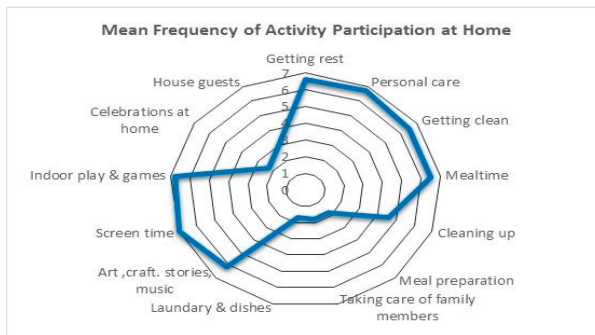 Mean Frequency of Activity Participation at Home
Getting rest
Personal care
Getting clean
Mealtime
Cleaning up
Meal preparation
Taking care of family
members
Laundary & dishes
Art ,craft. stories,
music
Screen time
Indoor play & games
Celebrations at
home
House guests
7
6
5
4
3
2
1
0